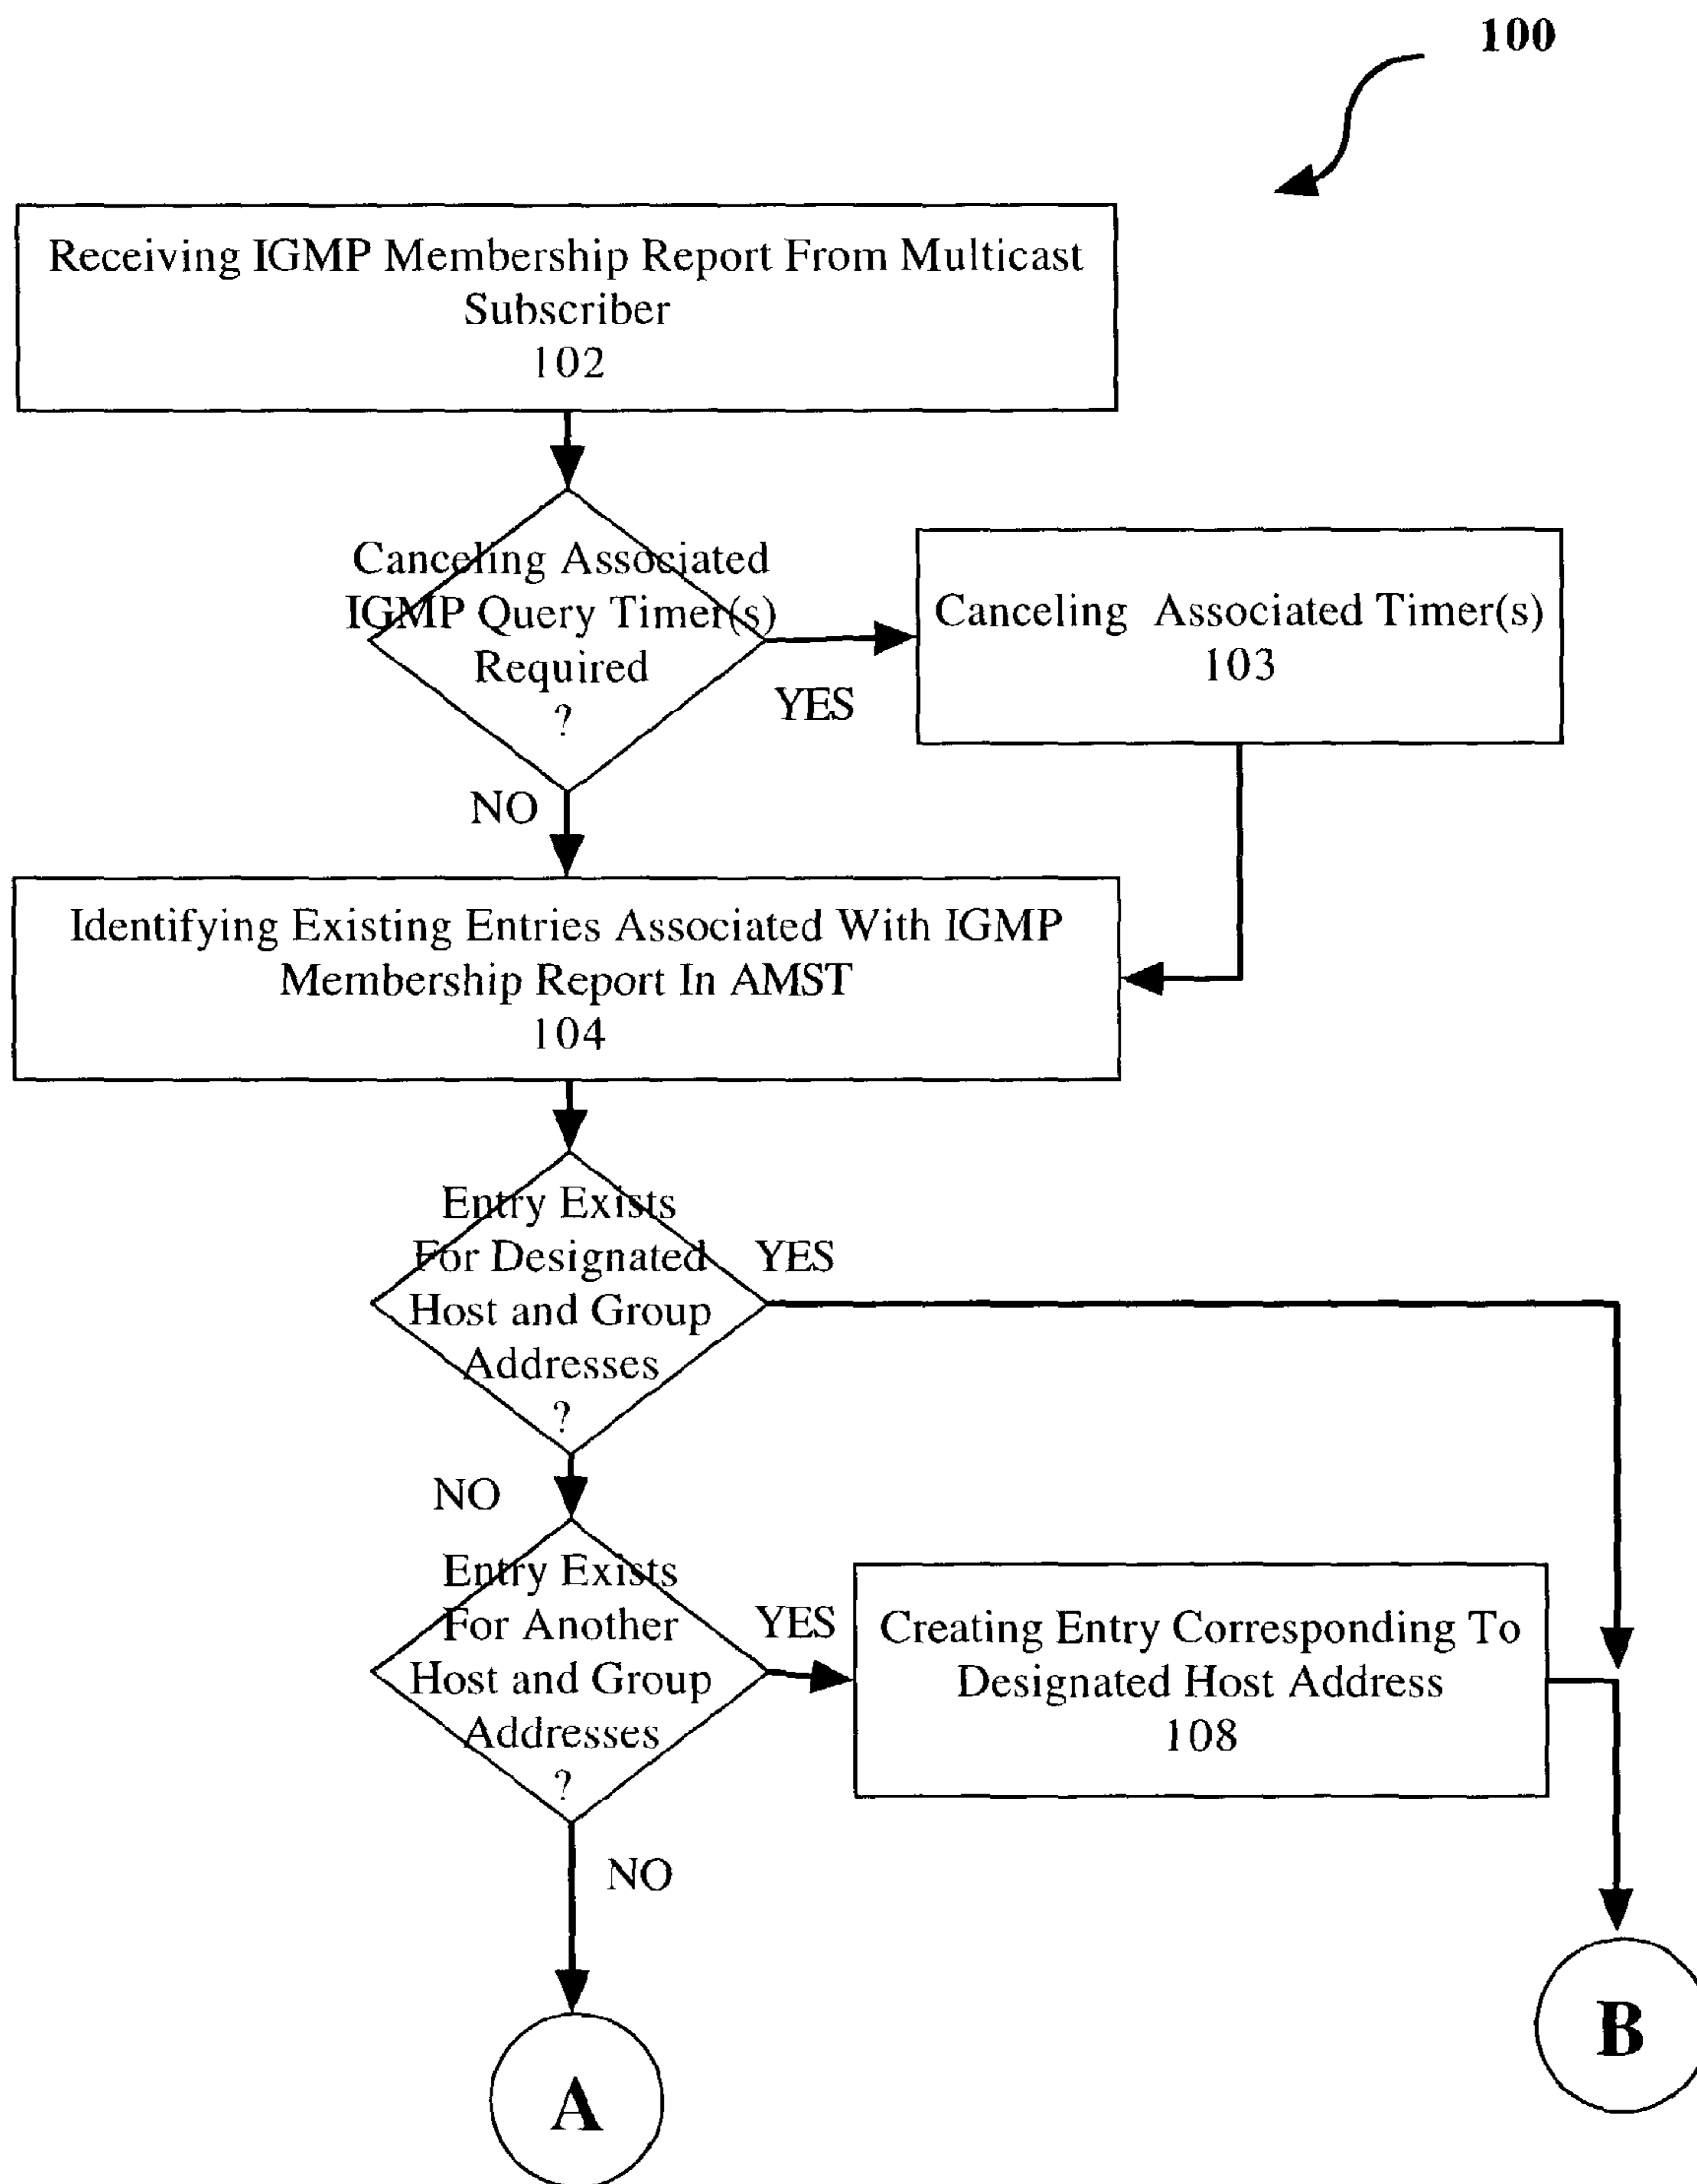 100
Receiving IGMP Membership Report From Multicast
Subscriber
102
Canceling Associated
IGMP Query Timer(s)
Required
?
YES
Canceling Associated Timer(s)
103
NO
Identifying Existing Entries Associated With IGMP
Membership Report In AMST
104
Entry Exists
For Designated
Host and Group
Addresses
?
YES
NO
Entry Exists
For Another
Host and Group
Addresses
?
YES
Creating Entry Corresponding To
Designated Host Address
108
NO
A
B